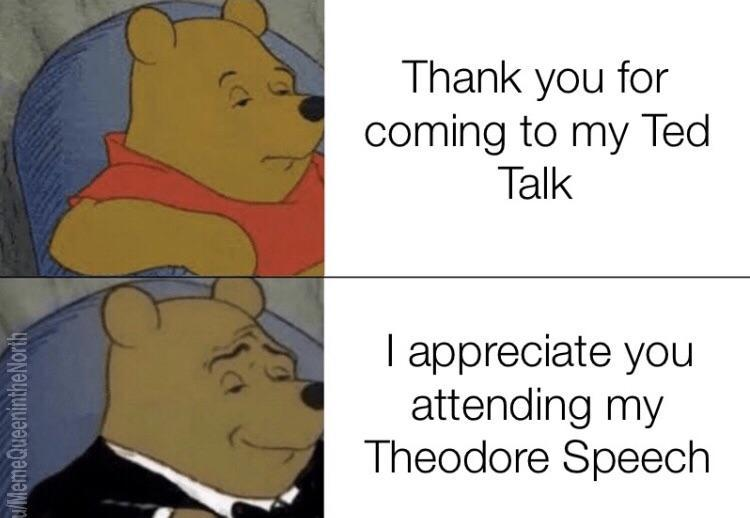 Thank you for
coming to my Ted
Talk
I appreciate you
attending my
Theodore Speech
u/MemeQueenintheNorth